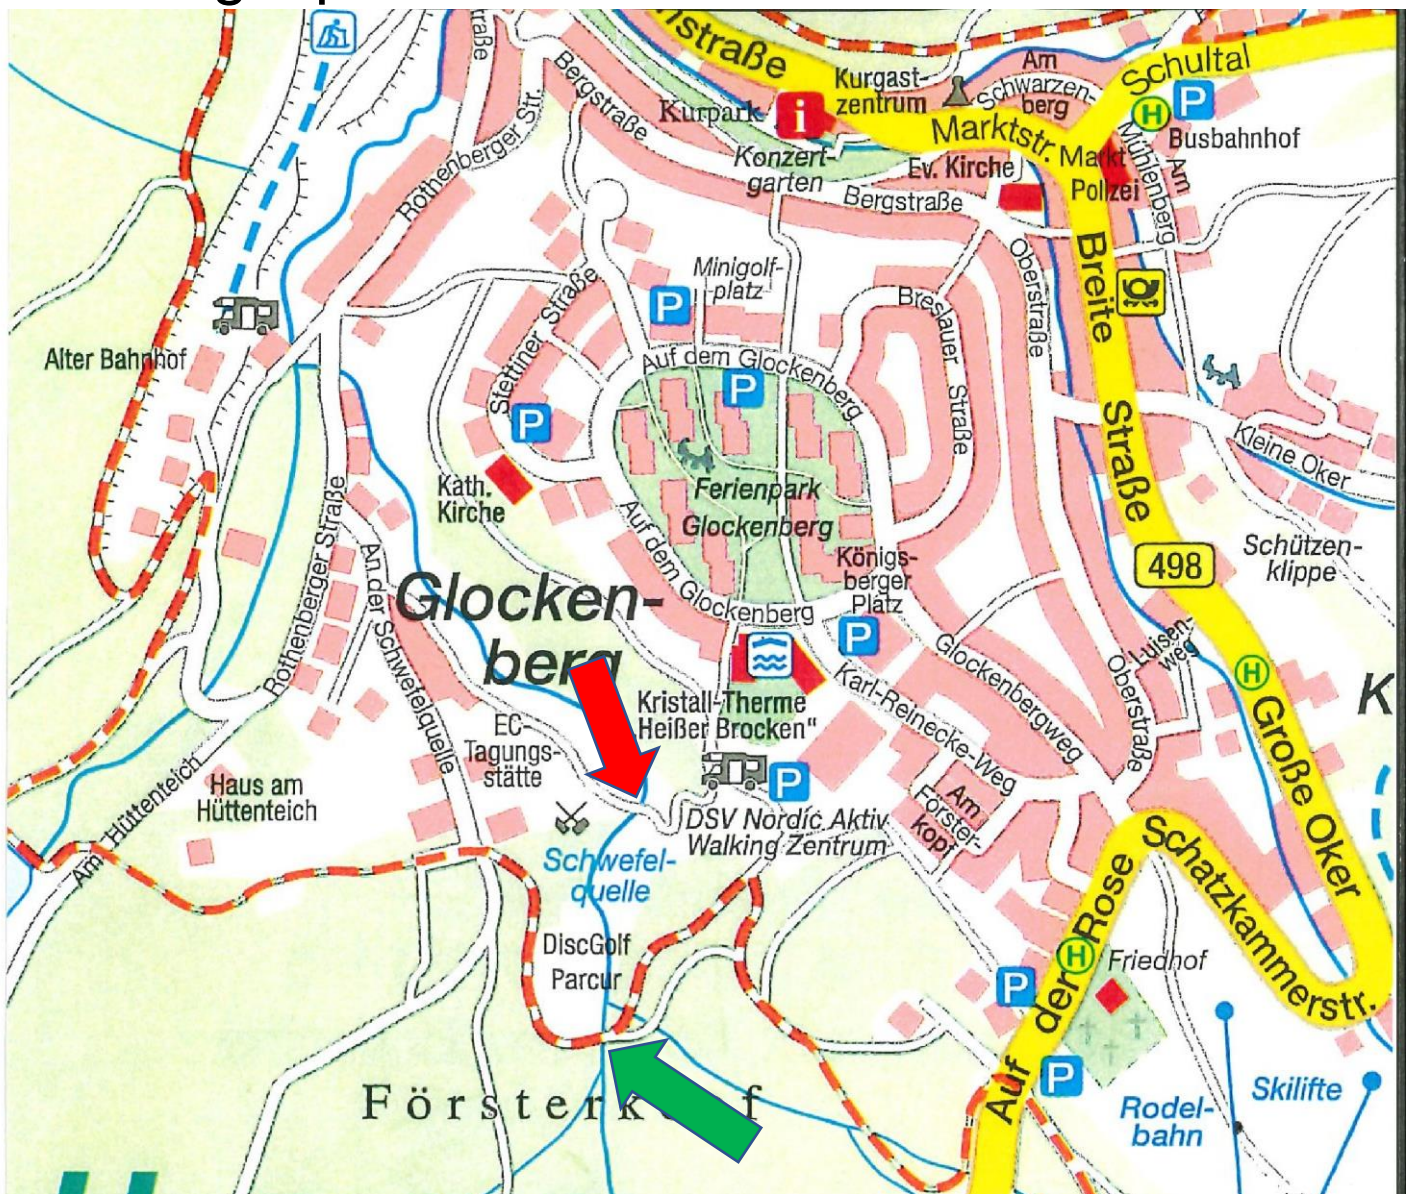 nstraße
raße
Am
Schwarzen-
berg
Schultal
Kurgast-
zentrum
P
H
Busbahnhof
Kurpark
i
Marktstr.
Markt
Polizei
Am
Mühlenberg
Bergstraße
Rothenberger Str.
Konzert-
garten
Ev. Kirche
Bergstraße
Minigolf-
platz
P
Breslauer Straße
Oberstraße
Breite Straße
Alter Bahnhof
Stettiner Straße
Auf dem Glockenberg
P
P
Kleine Oker
Kath.
Kirche
Ferienpark
Glockenberg
Auf dem Glockenberg
Königs-
berger
Platz
P
498
Schützen-
klippe
Rothenberger Straße
An der Schwefelquelle
Glocken-
berg
Luisen-
weg
H
Große Oker
K
Oberstraße
Glockenbergweg
Karl-Reinecke-Weg
Kristall-Therme
Heißer Brocken"
EC-
Tagungs-
stätte
P
Am
Förster-
kopf
Haus am
Hüttenteich
Am Hüttenteich
DSV Nordic Aktiv
Walking Zentrum
Schwefel-
quelle
Schatzkammerstr.
DiscGolf
Parcur
Auf der Rose
H
Friedhof
P
P
Försterk f
Rodel-
bahn
Skilifte